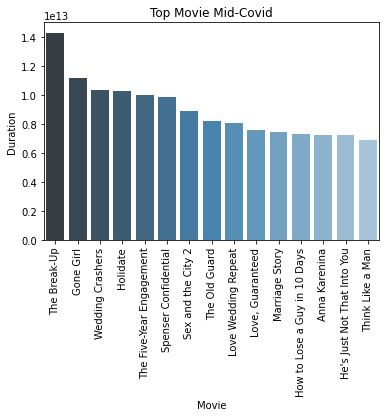 Top Movie Mid-Covid
1e13
1.4
1.2
1.0
0.8
0.6
0.4
0.2
0.0
Duration
The Break-Up
Gone Girl
Wedding Crashers
Holidate
The Five-Year Engagement
Spenser Confidential
Sex and the City 2
The Old Guard
Love Wedding Repeat
Love, Guaranteed
Marriage Story
How to Lose a Guy in 10 Days
Anna Karenina
He's Just Not That Into You
Think Like a Man
Movie